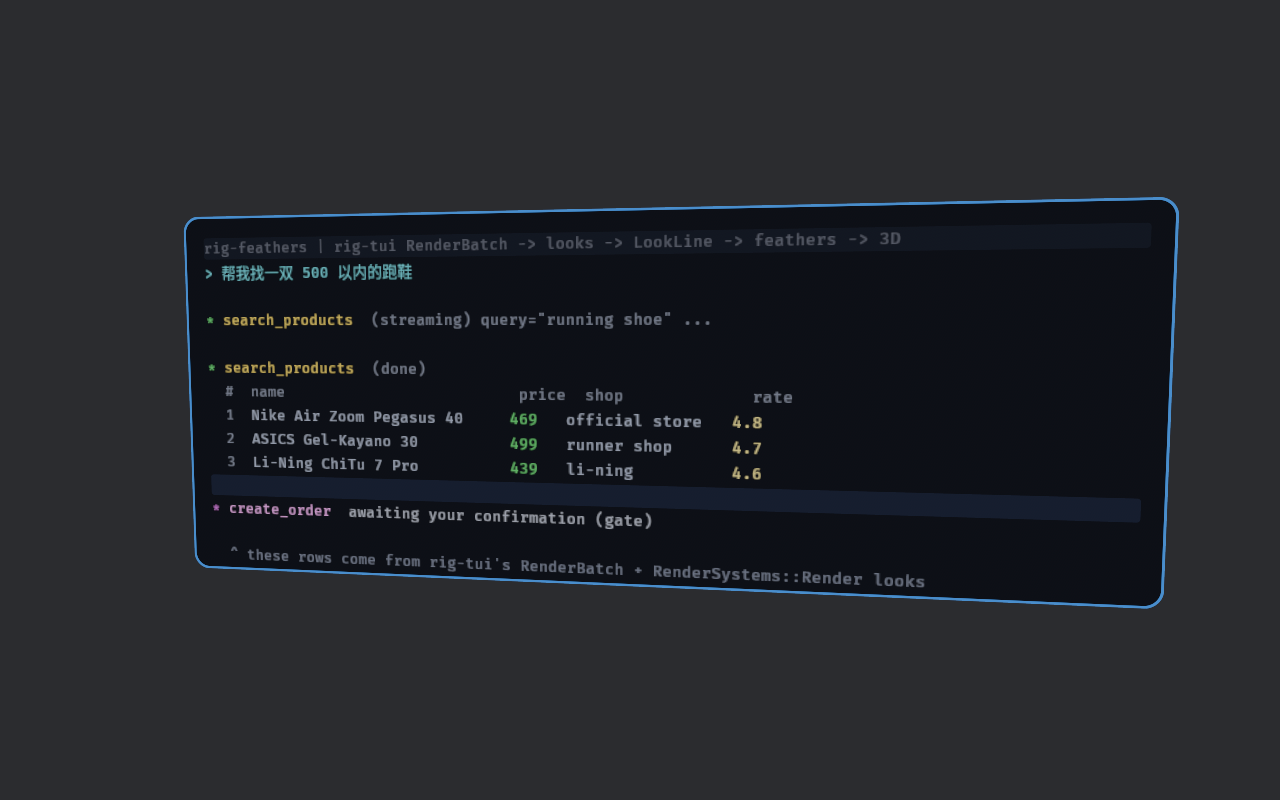 rig-feathers | rig-tui RenderBatch -> looks -> LookLine -> feathers -> 3D
> 帮我找一双 500 以内的跑鞋
* search_products (streaming) query="running shoe" ...
* search_products (done)
# name price shop rate
1 Nike Air Zoom Pegasus 40 469 official store 4.8
2 ASICS Gel-Kayano 30 499 runner shop 4.7
3 Li-Ning ChiTu 7 Pro 439 li-ning 4.6
* create_order awaiting your confirmation (gate)
^ these rows come from rig-tui's RenderBatch + RenderSystems::Render looks